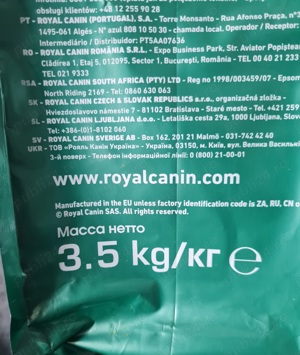 obsługi klientów: +48 12 255 90 28
PT - ROYAL CANIN (PORTUGAL), S.A. - Torre Monsanto - Rua Afonso Praça, nº
1495-061 Algés - Nº azul 808 10 50 30 - chamada local. Operador / Receptor:
Intermediário / Distribuidor: PT5AA07636
RO - ROYAL CANIN ROMÂNIA S.R.L. - Expo Business Park, Str. Aviator Popişteanu
Clădirea 1, Etaj 5, 012095, Sector 1, Bucureşti, România - Tel. 00 40 21 233
021 9233
RSA - ROYAL CANIN SOUTH AFRICA (PTY) LTD - Reg no 1998/003459/07 - Epsom
North Riding 2169 - Tel: 0860 630 063
SK - ROYAL CANIN CZECH & SLOVAK REPUBLICS s.r.o., organizačná zložka -
Hviezdoslavovo námestie 7 - 81102 Bratislava - Staré mesto - Tel. +421 259
SL - ROYAL CANIN LJUBLJANA d.o.o. - Letališka cesta 29a, 1000 Ljubljana, Slo
Tel: +386-(0)1-8102 060
SV - ROYAL CANIN SVERIGE AB - Box 162, 201 21 Malmö - 031-742 42 40
UKR - ТОВ «Роял Канін Україна» - Україна, 03150, м. Київ, вул. Велика Васильк
3-й поверх - Телефон інформаційної лінії: 0 (800) 21-00-01
www.royalcanin.com
Manufactured in the EU unless factory identification code is ZA, RU, CN
© Royal Canin SAS. All rights reserved.
Масса нетто
3.5 kg/кг e